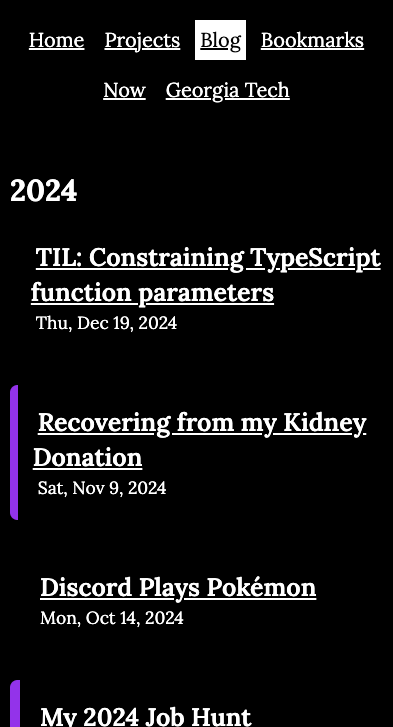 Home Projects Blog Bookmarks
Now Georgia Tech
2024
TIL: Constraining TypeScript
function parameters
Thu, Dec 19, 2024
Recovering from my Kidney
Donation
Sat, Nov 9, 2024
Discord Plays Pokémon
Mon, Oct 14, 2024
My 2024 Job Hunt